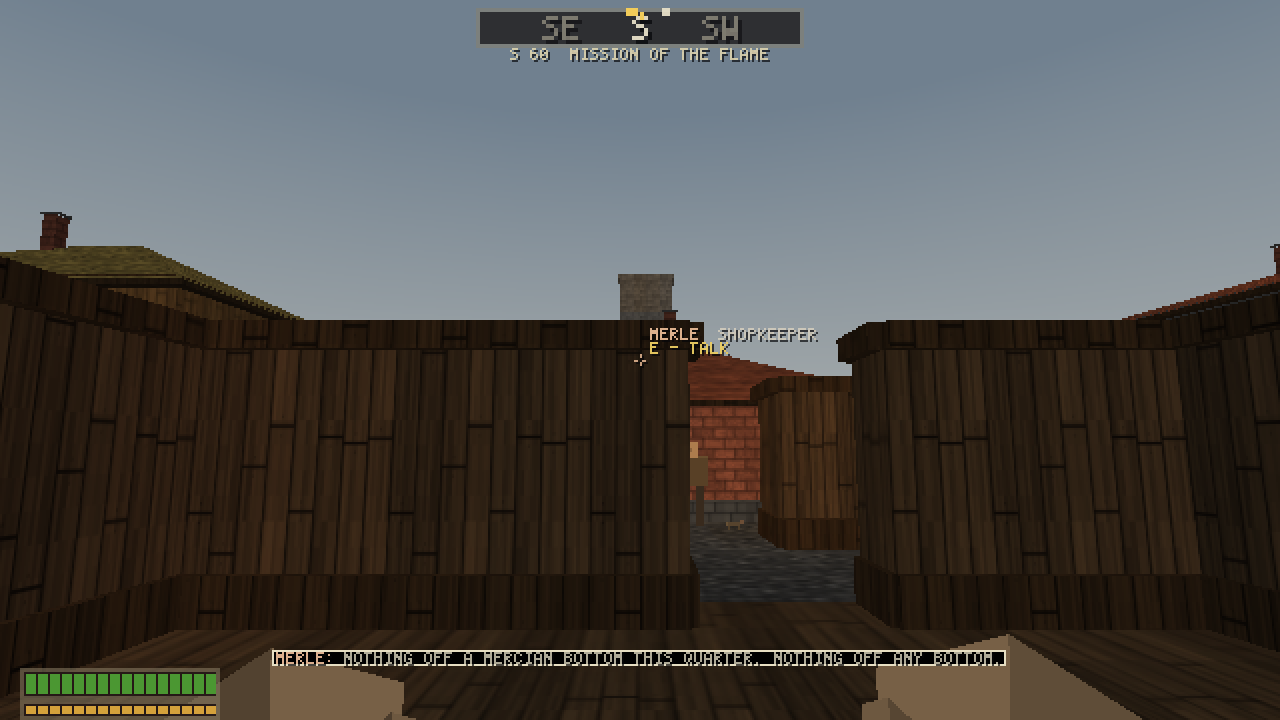 SE S SW
S 60 MISSION OF THE FLAME
MERLE SHOPKEEPER
E - TALK
MERLE: NOTHING OFF A MERCIAN BOTTOM THIS QUARTER. NOTHING OFF ANY BOTTOM.